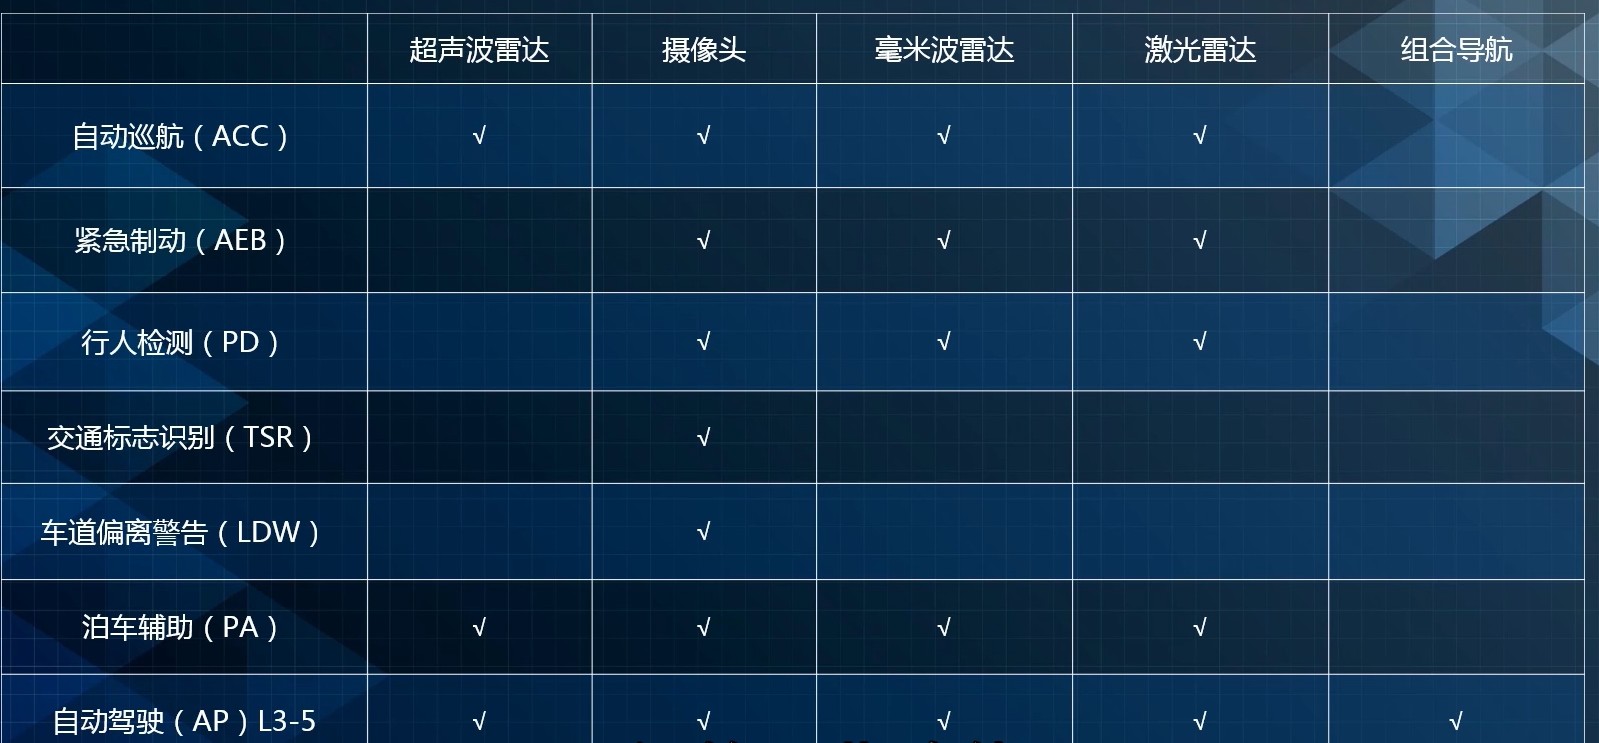 超声波雷达 摄像头 毫米波雷达 激光雷达 组合导航
自动巡航（ACC） √ √ √ √
紧急制动（AEB） √ √ √
行人检测（PD） √ √ √
交通标志识别（TSR） √
车道偏离警告（LDW） √
泊车辅助（PA） √ √ √ √
自动驾驶（AP）L3-5 √ √ √ √ √